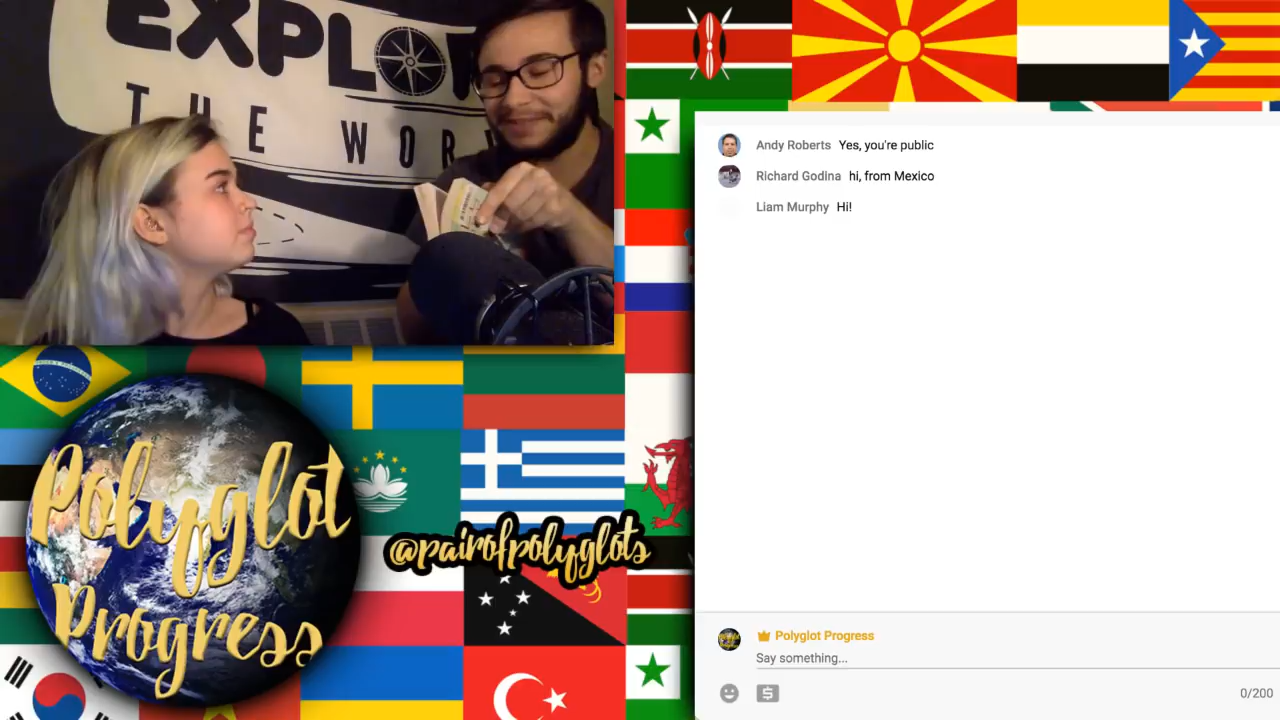 EXPLO
THE WOR
Andy Roberts Yes, you're public
Richard Godina hi, from Mexico
Liam Murphy Hi!
Polyglot
Progress
@pairofpolyglots
Polyglot Progress
Say something...
0/200